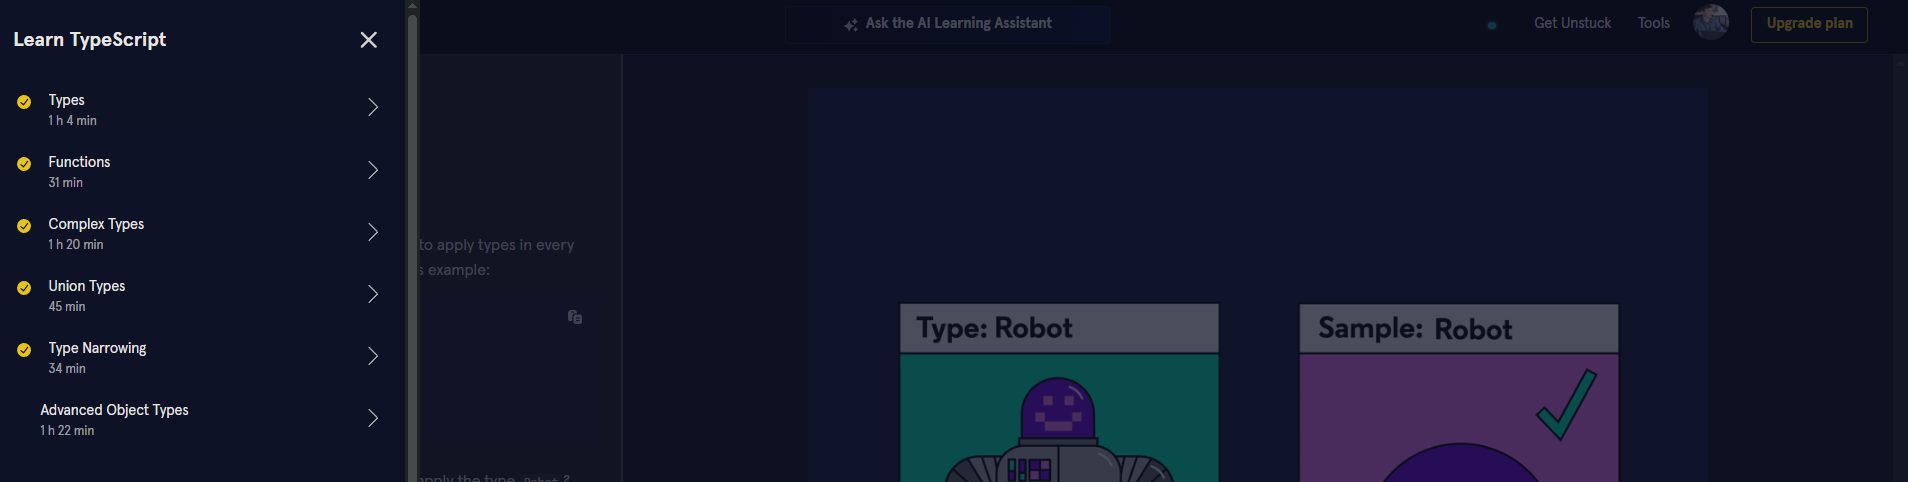 Learn TypeScript
Types
1 h 4 min
Functions
31 min
Complex Types
1 h 20 min
Union Types
45 min
Type Narrowing
34 min
Advanced Object Types
1 h 22 min
Ask the AI Learning Assistant
Get Unstuck
Tools
Upgrade plan
to apply types in every
s example:
apply the type Robot ?
Type: Robot
Sample: Robot